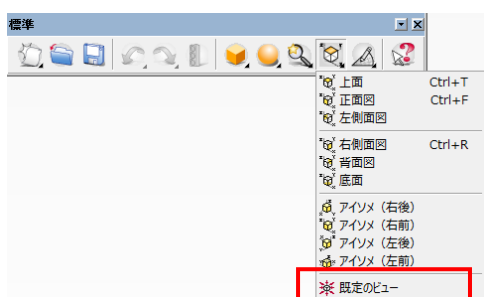 標準
上面 Ctrl+T
正面図 Ctrl+F
左側面図
右側面図 Ctrl+R
背面図
底面
アイソメ（右後）
アイソメ（右前）
アイソメ（左後）
アイソメ（左前）
既定のビュー